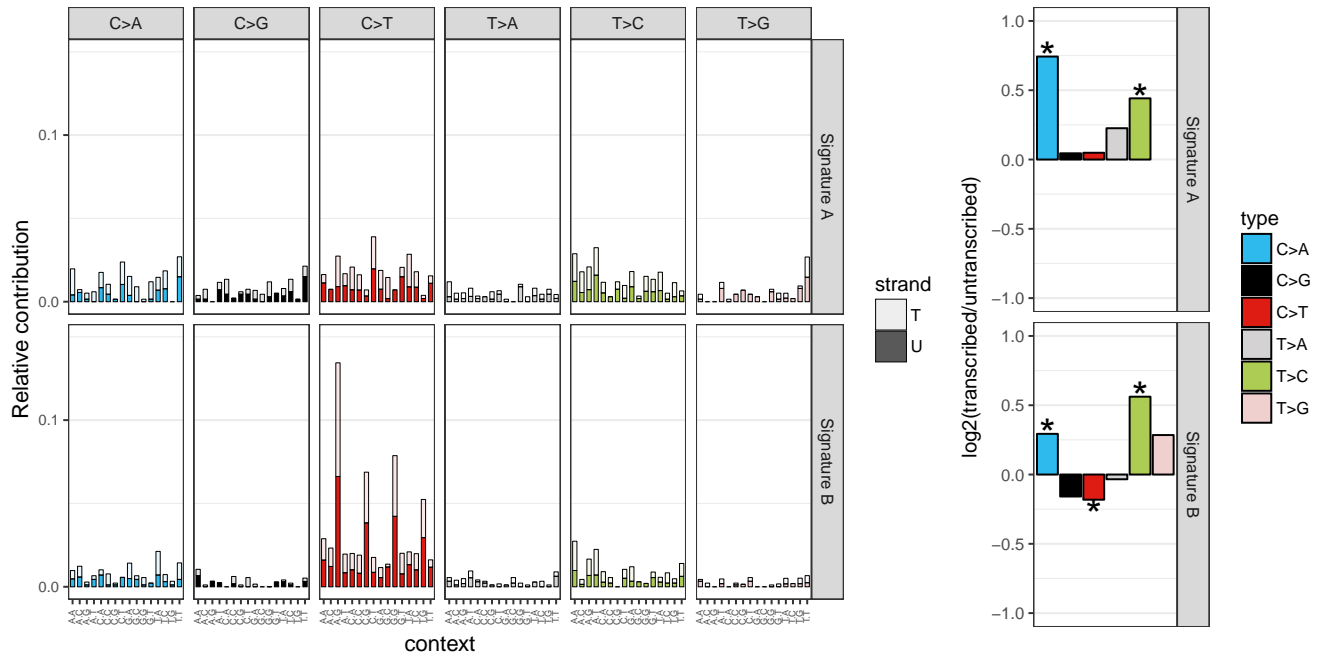 C>A C>G C>T T>A T>C T>G
Relative contribution
0.1
0.0
Signature A
0.1
0.0
Signature B
A.A A.C A.G A.T C.A C.C C.G C.T G.A G.C G.G G.T T.A T.C T.G T.T
A.A A.C A.G A.T C.A C.C C.G C.T G.A G.C G.G G.T T.A T.C T.G T.T
A.A A.C A.G A.T C.A C.C C.G C.T G.A G.C G.G G.T T.A T.C T.G T.T
A.A A.C A.G A.T C.A C.C C.G C.T G.A G.C G.G G.T T.A T.C T.G T.T
A.A A.C A.G A.T C.A C.C C.G C.T G.A G.C G.G G.T T.A T.C T.G T.T
A.A A.C A.G A.T C.A C.C C.G C.T G.A G.C G.G G.T T.A T.C T.G T.T
context
strand
T
U
log2(transcribed/untranscribed)
1.0
0.5
0.0
−0.5
−1.0
* *
Signature A
1.0
0.5
0.0
−0.5
−1.0
* * *
Signature B
type
C>A
C>G
C>T
T>A
T>C
T>G